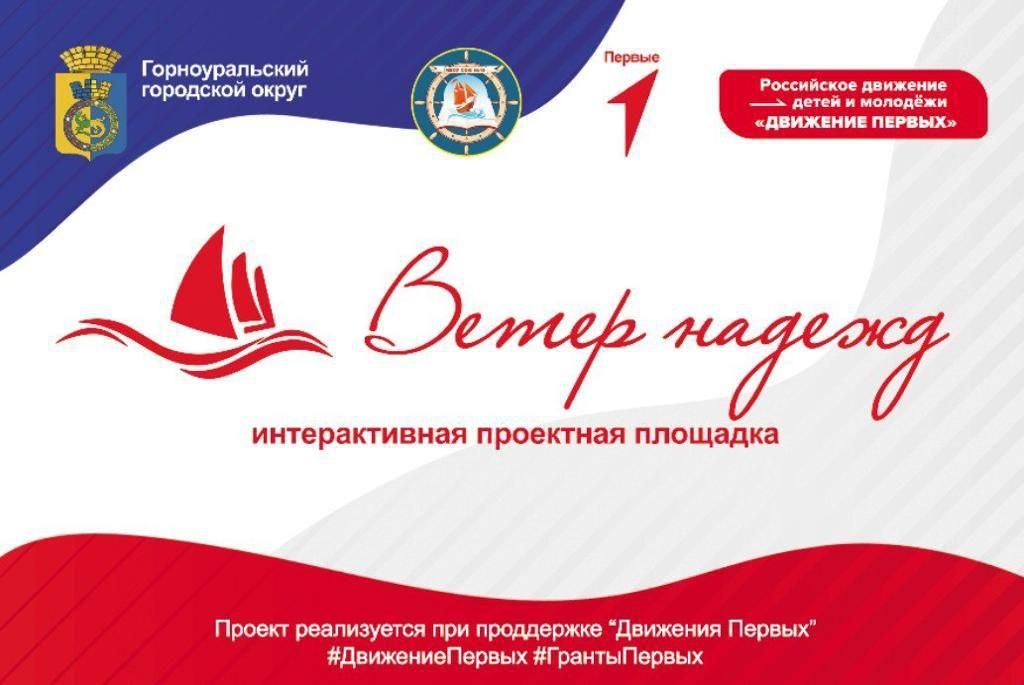 Горноуральский
городской округ
Первые
Российское движение
детей и молодёжи
«ДВИЖЕНИЕ ПЕРВЫХ»
Ветер надежд
интерактивная проектная площадка
Проект реализуется при проддержке “Движения Первых”
#ДвижениеПервых #ГрантыПервых